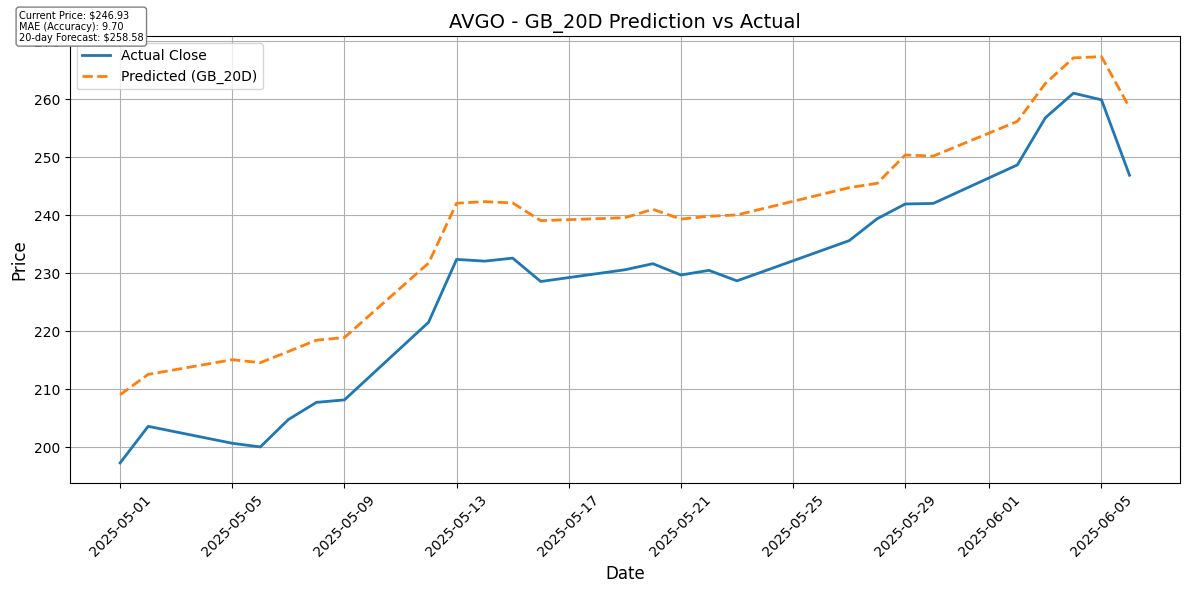 AVGO - GB_20D Prediction vs Actual
Current Price: $246.93
MAE (Accuracy): 9.70
20-day Forecast: $258.58
Actual Close
Predicted (GB_20D)
Price
260
250
240
230
220
210
200
2025-05-01
2025-05-05
2025-05-09
2025-05-13
2025-05-17
2025-05-21
2025-05-25
2025-05-29
2025-06-01
2025-06-05
Date